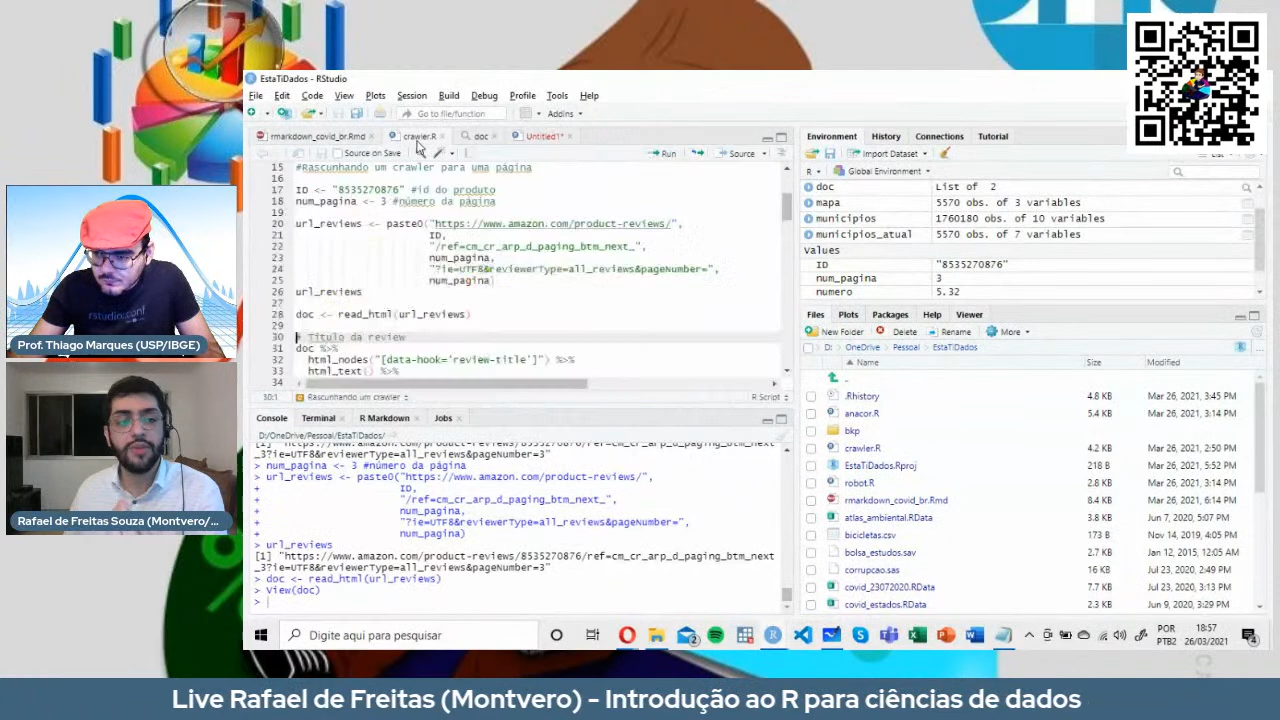 EstaTiDados - RStudio
File Edit Code View Plots Session Build Debug Profile Tools Help
Go to file/function
Addins
rmarkdown_covid_br.Rmd
crawler.R
doc
Untitled1*
Source on Save
Run
Source
15 #Rascunhando um crawler para uma página
16
17 ID <- "8535270876" #id do produto
18 num_pagina <- 3 #número da página
19
20 url_reviews <- paste0("https://www.amazon.com/product-reviews/",
21 ID,
22 "/ref=cm_cr_arp_d_paging_btm_next_",
23 num_pagina,
24 "?ie=UTF8&reviewerType=all_reviews&pageNumber=",
25 num_pagina)
26 url_reviews
27
28 doc <- read_html(url_reviews)
29
30 # Título da review
31 doc %>%
32 html_nodes("[data-hook='review-title']") %>%
33 html_text() %>%
34
30:1 Rascunhando um crawler
R Script
Console Terminal R Markdown Jobs
D:/OneDrive/Pessoal/EstaTiDados/
[1] "https://www.amazon.com/product-reviews/8535270876/ref=cm_cr_arp_d_paging_btm_next
_3?ie=UTF8&reviewerType=all_reviews&pageNumber=3"
> num_pagina <- 3 #número da página
> url_reviews <- paste0("https://www.amazon.com/product-reviews/",
+ ID,
+ "/ref=cm_cr_arp_d_paging_btm_next_",
+ num_pagina,
+ "?ie=UTF8&reviewerType=all_reviews&pageNumber=",
+ num_pagina)
> url_reviews
[1] "https://www.amazon.com/product-reviews/8535270876/ref=cm_cr_arp_d_paging_btm_next
_3?ie=UTF8&reviewerType=all_reviews&pageNumber=3"
> doc <- read_html(url_reviews)
> View(doc)
>
Environment History Connections Tutorial
Import Dataset
R Global Environment
doc List of 2
mapa 5570 obs. of 3 variables
municipios 1760180 obs. of 10 variables
municipios_atual 5570 obs. of 7 variables
Values
ID "8535270876"
num_pagina 3
numero 5.32
Files Plots Packages Help Viewer
New Folder Delete Rename More
D: OneDrive Pessoal EstaTiDados
Name Size Modified
..
.Rhistory 4.8 KB Mar 26, 2021, 3:45 PM
anacor.R 5.4 KB Mar 26, 2021, 3:14 PM
bkp
crawler.R 4.2 KB Mar 26, 2021, 2:50 PM
EstaTiDados.Rproj 218 B Mar 26, 2021, 5:52 PM
robot.R 2.8 KB Mar 26, 2021, 3:14 PM
rmarkdown_covid_br.Rmd 8.4 KB Mar 26, 2021, 6:14 PM
atlas_ambiental.RData 3.8 KB Jun 7, 2020, 5:07 PM
bicicletas.csv 173 B Nov 14, 2019, 4:05 PM
bolsa_estudos.sav 2.7 KB Jan 12, 2015, 12:05 AM
corrupcao.sas 16 KB Jul 23, 2020, 2:49 PM
covid_23072020.RData 7.7 KB Jul 23, 2020, 3:13 PM
covid_estados.RData 2.3 KB Jun 9, 2020, 3:29 PM
Digite aqui para pesquisar
2
POR
PTB2
18:57
26/03/2021
4
rstudio::conf
Prof. Thiago Marques (USP/IBGE)
Rafael de Freitas Souza (Montvero/...
Live Rafael de Freitas (Montvero) - Introdução ao R para ciências de dados